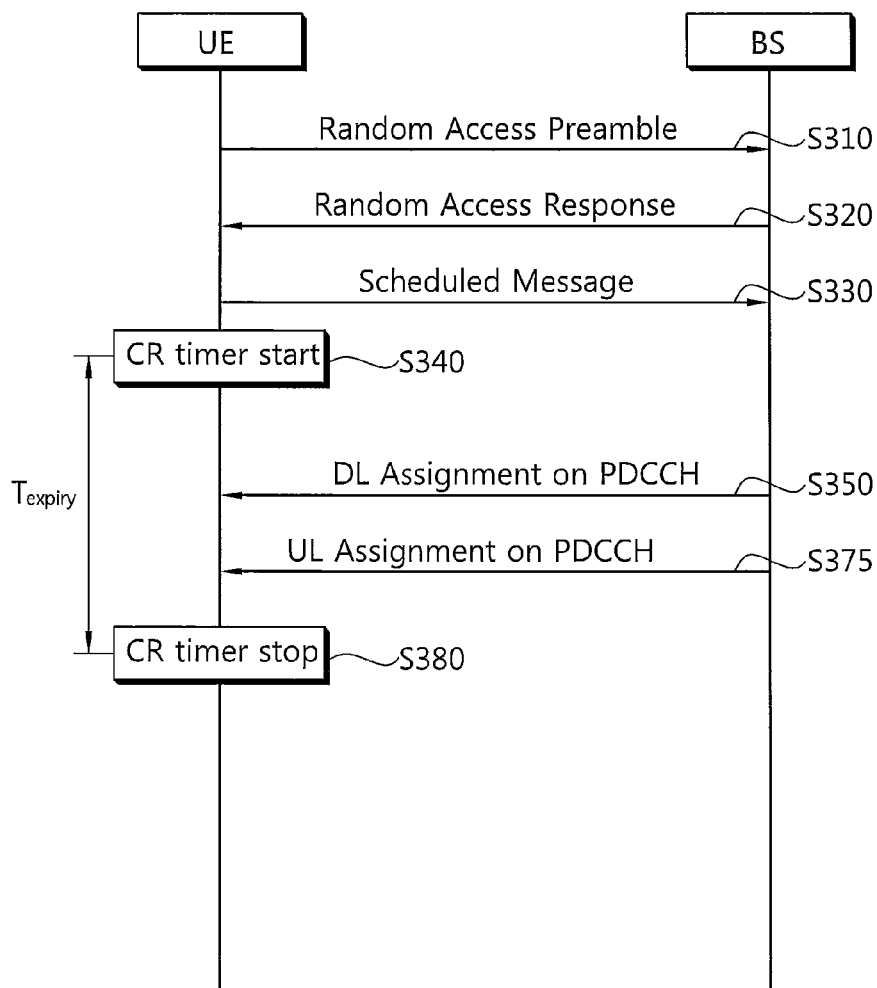 UE
BS
Random Access Preamble
S310
Random Access Response
S320
Scheduled Message
S330
CR timer start
S340
DL Assignment on PDCCH
S350
Texpiry
UL Assignment on PDCCH
S375
CR timer stop
S380